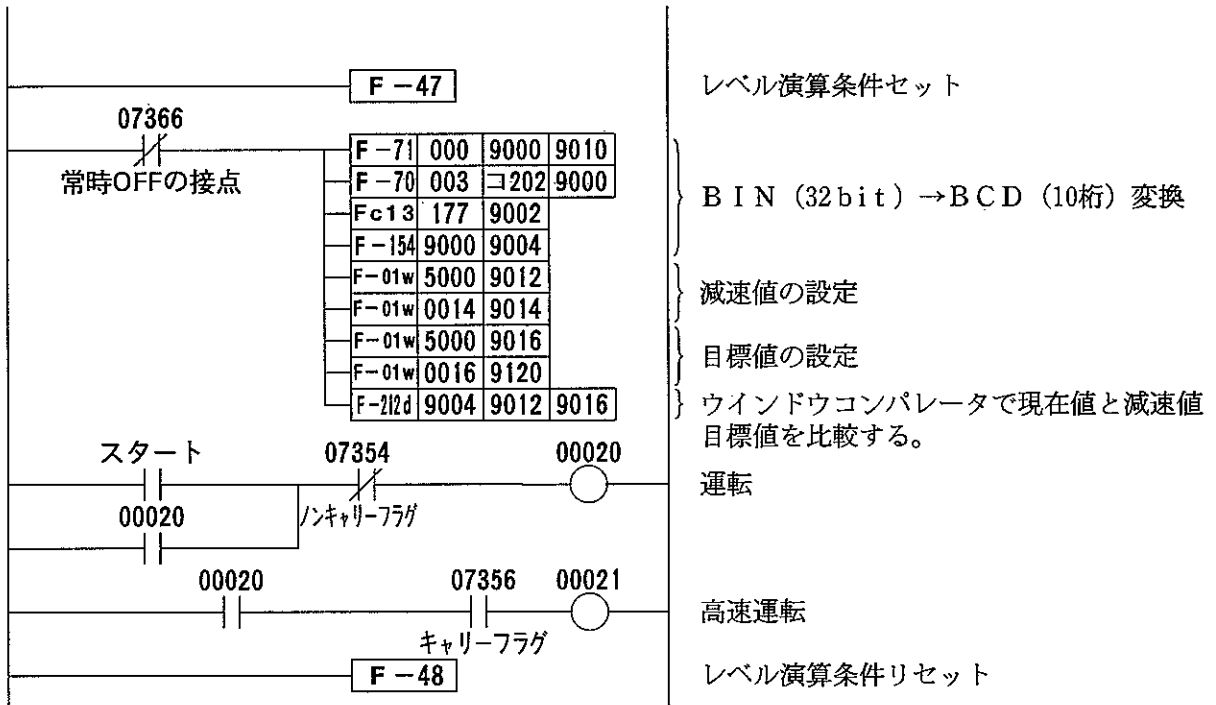 F-47 レベル演算条件セット
07366
常時OFFの接点
F-71 000 9000 9010
F-70 003 コ202 9000
Fc13 177 9002
F-154 9000 9004
BIN (32bit)→BCD (10桁) 変換
F-01w 5000 9012
F-01w 0014 9014
減速値の設定
F-01w 5000 9016
F-01w 0016 9120
目標値の設定
F-212d 9004 9012 9016
ウインドウコンパレータで現在値と減速値
目標値を比較する。
スタート 07354 00020
運転
00020 ノンキャリーフラグ
00020 07356 00021
高速運転
キャリーフラグ
F-48 レベル演算条件リセット